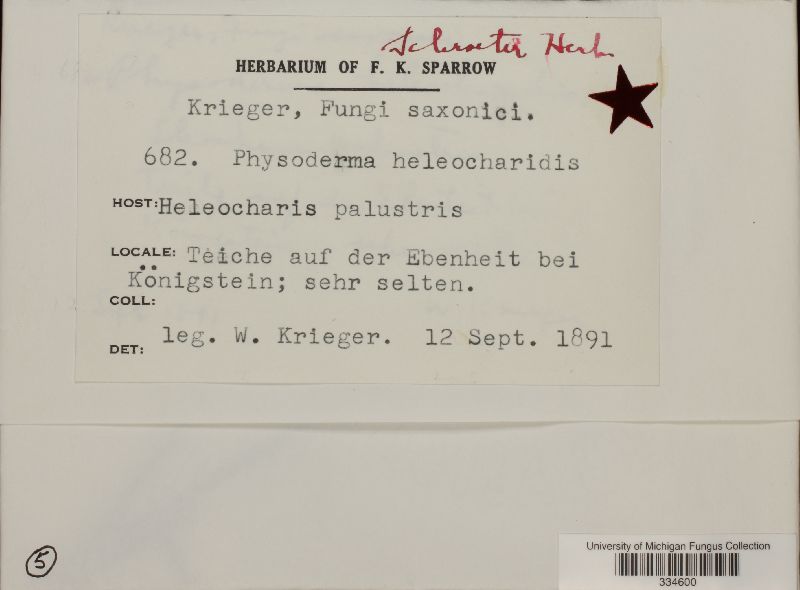 Schroeter Herb.
HERBARIUM OF F. K. SPARROW
Krieger, Fungi saxonici.
682. Physoderma heleocharidis
HOST: Heleocharis palustris
LOCALE: Teiche auf der Ebenheit bei
Königstein; sehr selten.
COLL:
leg. W. Krieger. 12 Sept. 1891
DET:
5
University of Michigan Fungus Collection
334600